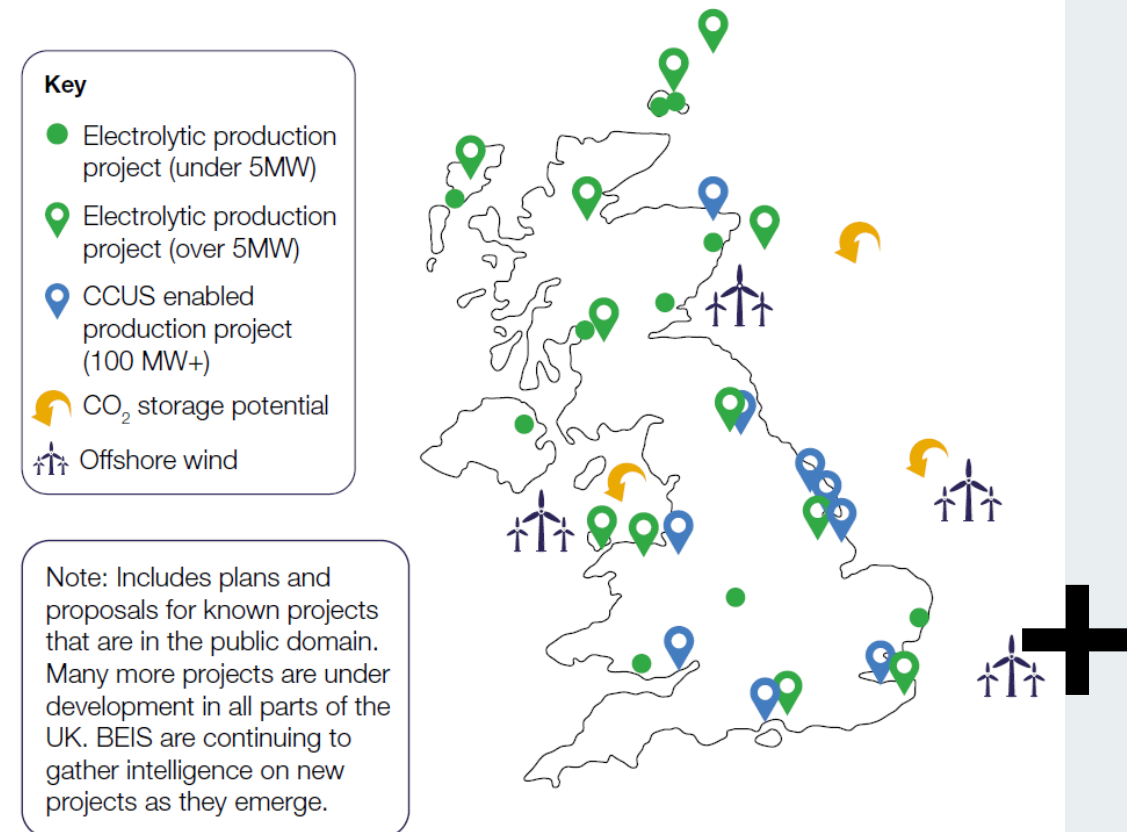 Key
Electrolytic production
project (under 5MW)
Electrolytic production
project (over 5MW)
CCUS enabled
production project
(100 MW+)
CO₂ storage potential
Offshore wind
Note: Includes plans and
proposals for known projects
that are in the public domain.
Many more projects are under
development in all parts of the
UK. BEIS are continuing to
gather intelligence on new
projects as they emerge.